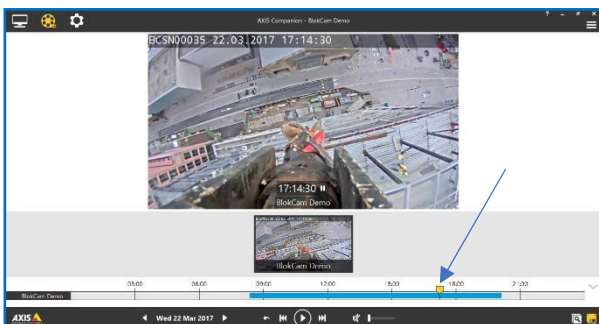 AXIS Companion - BlokCam Demo
BCSN00035 22.03.2017 17:14:30
17:14:30
BlokCam Demo
BlokCam Demo
03:00 06:00 09:00 12:00 15:00 18:00 21:00
BlokCam Demo
AXIS Wed 22 Mar 2017